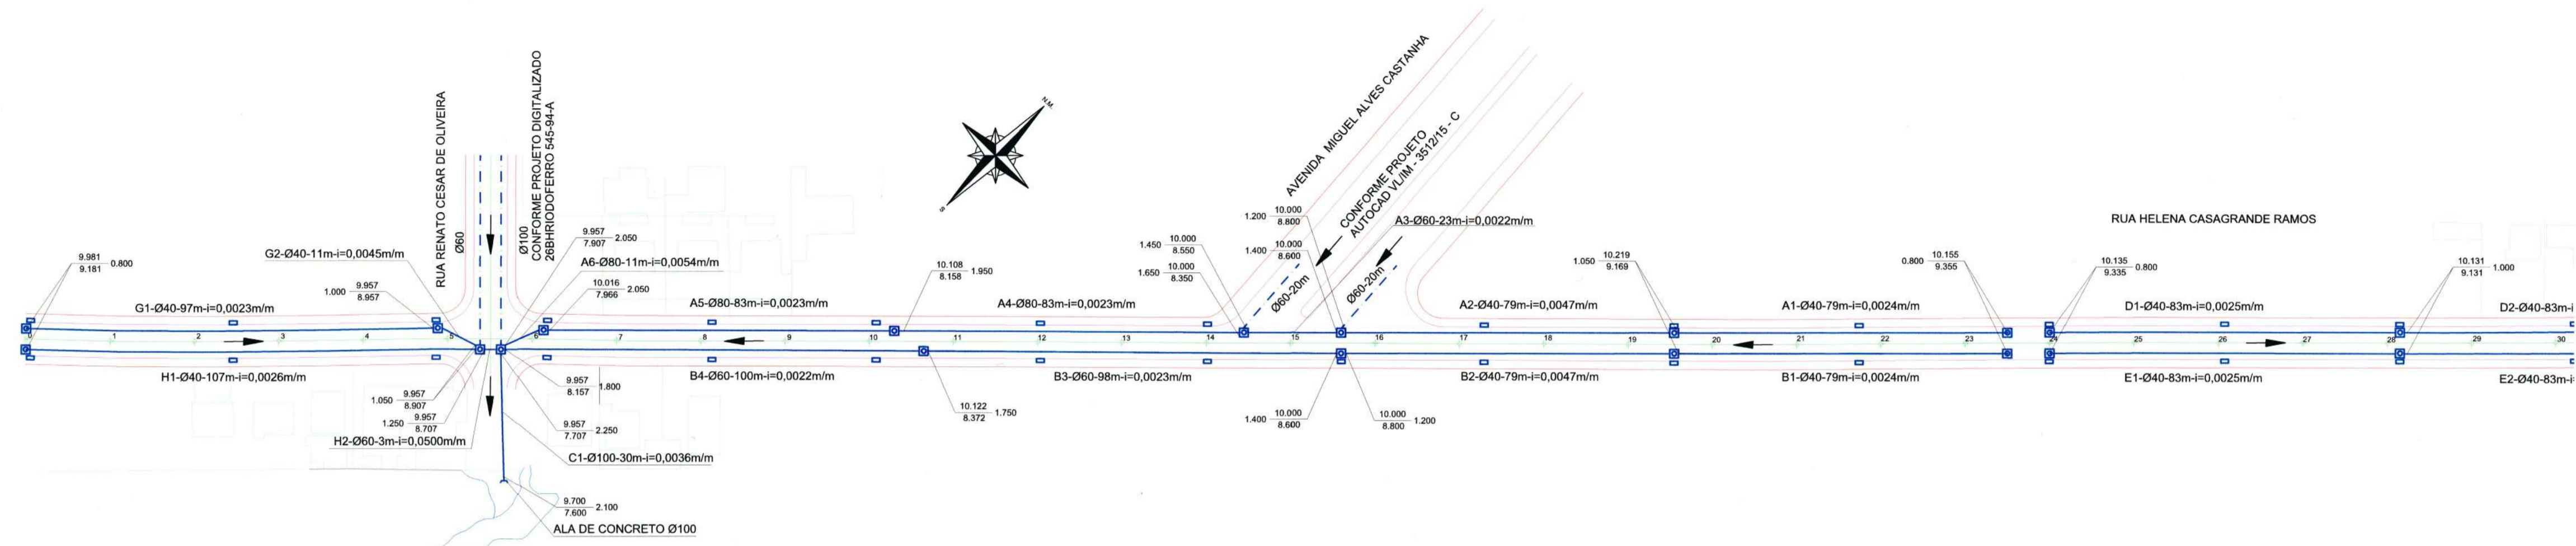 9.981
9.181
0.800
G1-Ø40-97m-i=0,0023m/m
G2-Ø40-11m-i=0,0045m/m
1.000
9.957
8.957
H1-Ø40-107m-i=0,0026m/m
RUA RENATO CESAR DE OLIVEIRA
Ø60
Ø100
CONFORME PROJETO DIGITALIZADO
26BHRIODOFERRO 545-94-A
9.957
7.907
2.050
A6-Ø80-11m-i=0,0054m/m
10.016
7.966
2.050
1.050
9.957
8.907
1.250
9.957
8.707
H2-Ø60-3m-i=0,0500m/m
9.957
8.157
1.800
9.957
7.707
2.250
C1-Ø100-30m-i=0,0036m/m
9.700
7.600
2.100
ALA DE CONCRETO Ø100
A5-Ø80-83m-i=0,0023m/m
B4-Ø60-100m-i=0,0022m/m
10.108
8.158
1.950
N.M.
S
A4-Ø80-83m-i=0,0023m/m
10.122
8.372
1.750
B3-Ø60-98m-i=0,0023m/m
1.450
10.000
8.550
1.650
10.000
8.350
1.200
10.000
8.800
1.400
10.000
8.600
AVENIDA MIGUEL ALVES CASTANHA
CONFORME PROJETO
AUTOCAD VL/IM - 3512/15 - C
Ø60-20m
Ø60-20m
A3-Ø60-23m-i=0,0022m/m
1.400
10.000
8.600
10.000
8.800
1.200
A2-Ø40-79m-i=0,0047m/m
B2-Ø40-79m-i=0,0047m/m
1.050
10.219
9.169
A1-Ø40-79m-i=0,0024m/m
B1-Ø40-79m-i=0,0024m/m
0.800
10.155
9.355
10.135
9.335
0.800
RUA HELENA CASAGRANDE RAMOS
D1-Ø40-83m-i=0,0025m/m
E1-Ø40-83m-i=0,0025m/m
10.131
9.131
1.000
D2-Ø40-83m-i
E2-Ø40-83m-i=
0 1 2 3 4 5 6 7 8 9 10 11 12 13 14 15 16 17 18 19 20 21 22 23 24 25 26 27 28 29 30